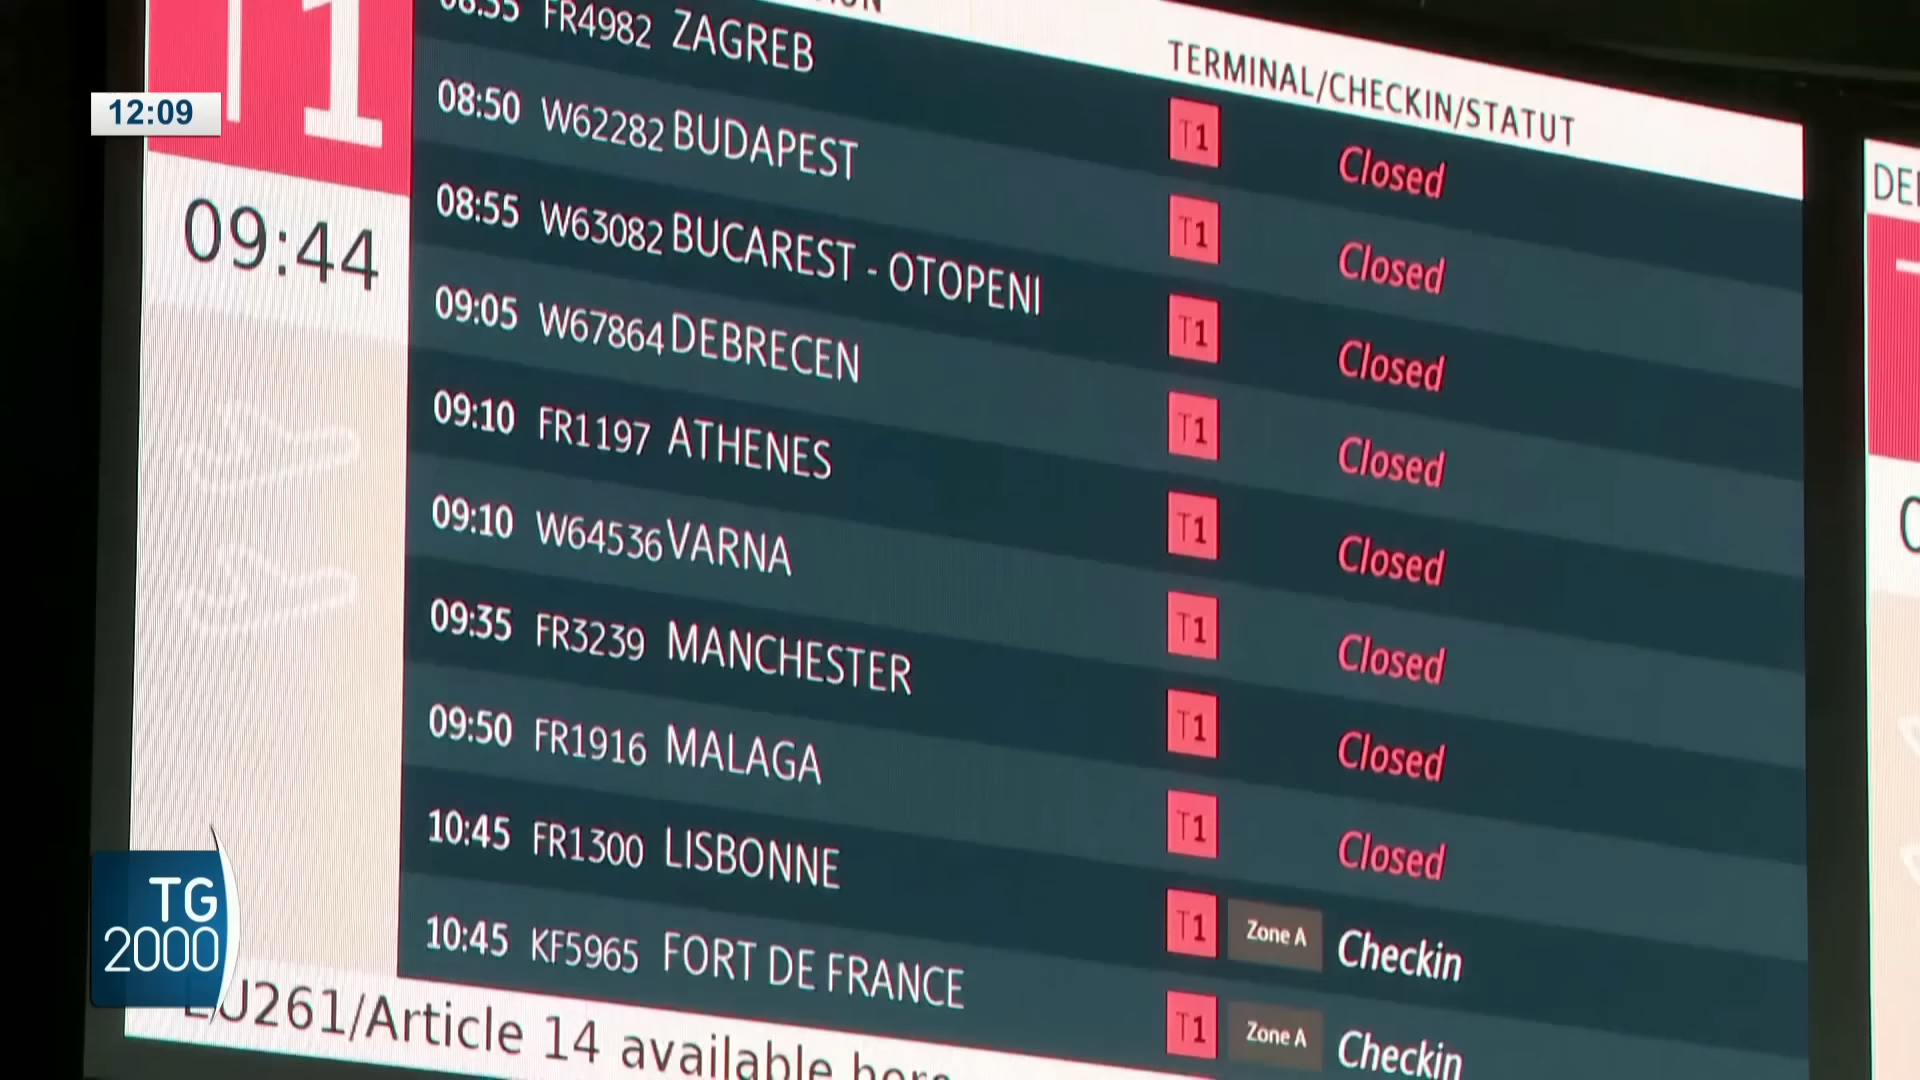 TERMINAL/CHECKIN/STATUT
T1
12:09
09:44
FR4982 ZAGREB T1 Closed
08:50 W62282 BUDAPEST T1 Closed
08:55 W63082 BUCAREST - OTOPENI T1 Closed
09:05 W67864 DEBRECEN T1 Closed
09:10 FR1197 ATHENES T1 Closed
09:10 W64536 VARNA T1 Closed
09:35 FR3239 MANCHESTER T1 Closed
09:50 FR1916 MALAGA T1 Closed
10:45 FR1300 LISBONNE T1 Zone A Checkin
10:45 KF5965 FORT DE FRANCE T1 Zone A Checkin
EU261/Article 14 available here
TG
2000